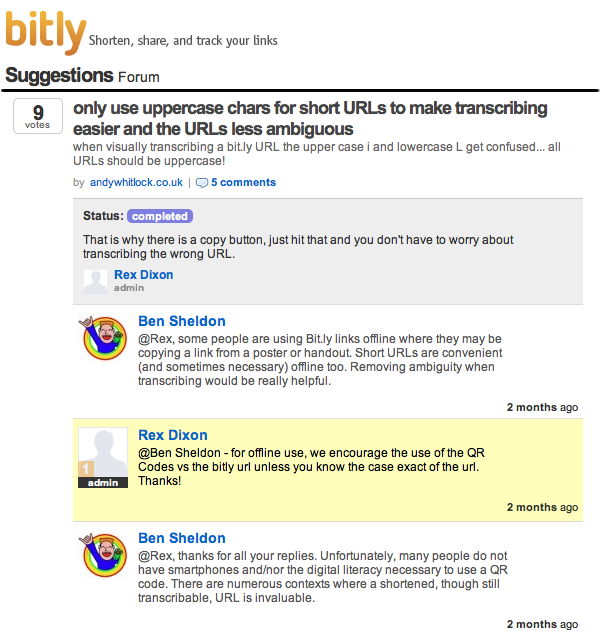 bitly Shorten, share, and track your links
Suggestions Forum
9
votes
only use uppercase chars for short URLs to make transcribing
easier and the URLs less ambiguous
when visually transcribing a bit.ly URL the upper case i and lowercase L get confused... all
URLs should be uppercase!
by andywhitlock.co.uk | 5 comments
Status: completed
That is why there is a copy button, just hit that and you don't have to worry about
transcribing the wrong URL.
Rex Dixon
admin
Ben Sheldon
@Rex, some people are using Bit.ly links offline where they may be
copying a link from a poster or handout. Short URLs are convenient
(and sometimes necessary) offline too. Removing ambiguity when
transcribing would be really helpful.
2 months ago
Rex Dixon
@Ben Sheldon - for offline use, we encourage the use of the QR
Codes vs the bitly url unless you know the case exact of the url.
Thanks!
1
admin
2 months ago
Ben Sheldon
@Rex, thanks for all your replies. Unfortunately, many people do not
have smartphones and/nor the digital literacy necessary to use a QR
code. There are numerous contexts where a shortened, though still
transcribable, URL is invaluable.
2 months ago